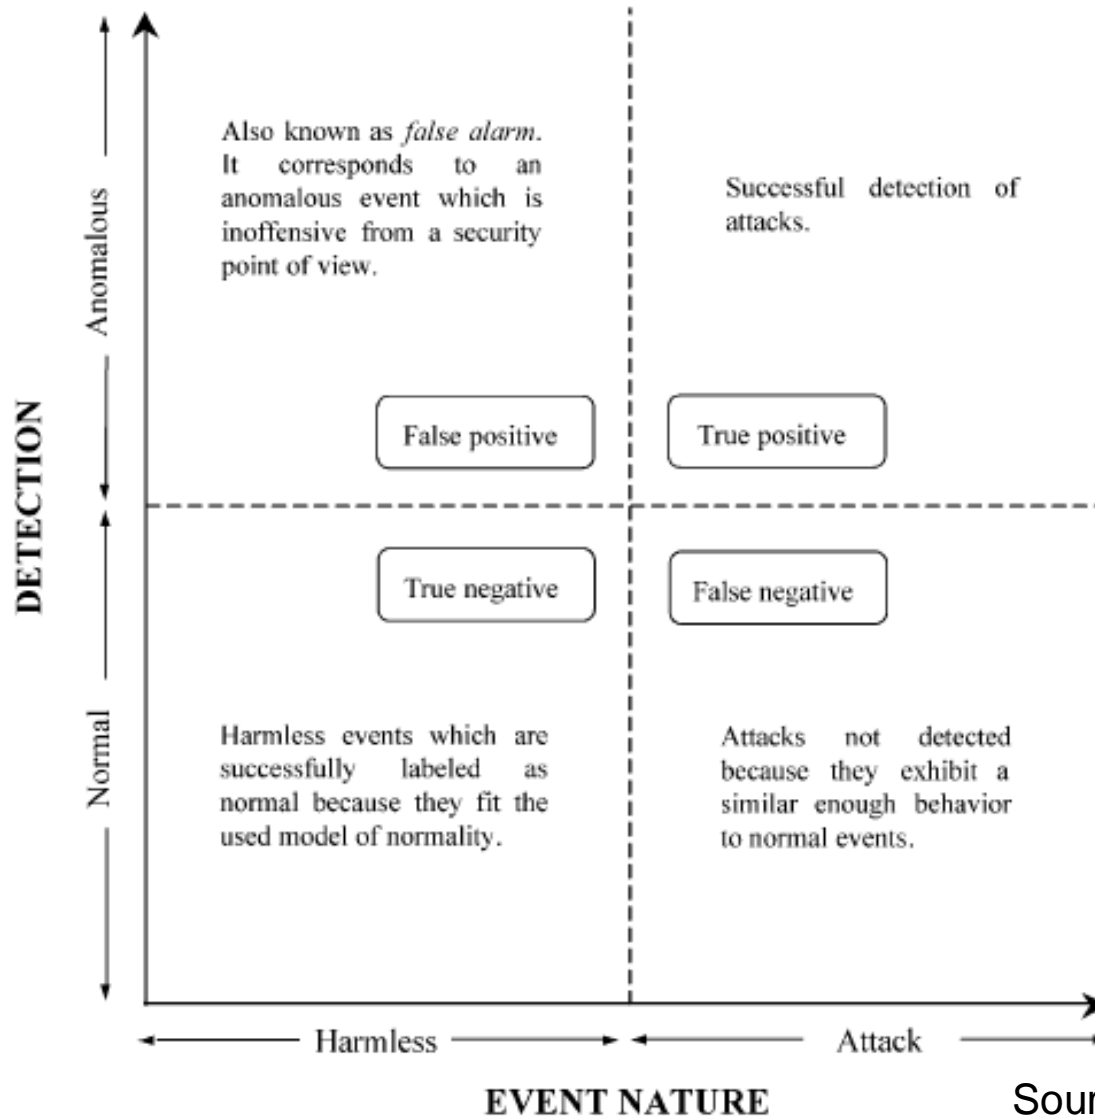 Also known as false alarm.
It corresponds to an
anomalous event which is
inoffensive from a security
point of view.
Successful detection of
attacks.
Anomalous
False positive
True positive
DETECTION
True negative
False negative
Normal
Harmless events which are
successfully labeled as
normal because they fit the
used model of normality.
Attacks not detected
because they exhibit a
similar enough behavior
to normal events.
Harmless
Attack
EVENT NATURE